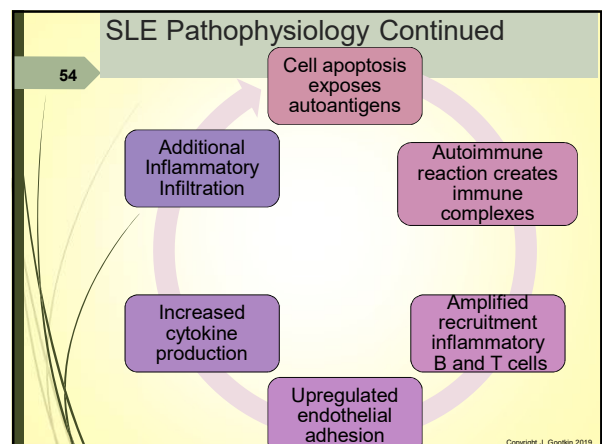 SLE Pathophysiology Continued
54
Cell apoptosis
exposes
autoantigens
Autoimmune
reaction creates
immune
complexes
Amplified
recruitment
inflammatory
B and T cells
Upregulated
endothelial
adhesion
Increased
cytokine
production
Additional
Inflammatory
Infiltration
Copyright J. Gootkin 2019